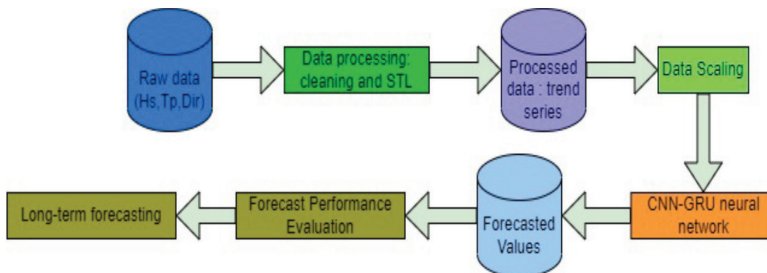 Raw data
(Hs,Tp,Dir)
Data processing:
cleaning and STL
Processed
data : trend
series
Data Scaling
CNN-GRU neural
network
Forecasted
Values
Forecast Performance
Evaluation
Long-term forecasting